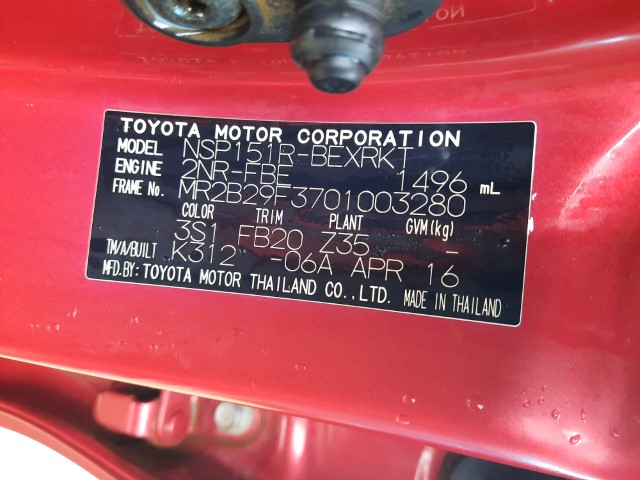 TOYOTA MOTOR CORPORATION
MODEL NSP151R-BEXRKT
ENGINE 2NR-FBE 1496 mL
FRAME No. MR2B29F3701003280
COLOR TRIM PLANT GVM(kg)
3S1 FB20 Z35 -
TM/A/BUILT K312 -06A APR 16
MFD.BY: TOYOTA MOTOR THAILAND CO.,LTD. MADE IN THAILAND